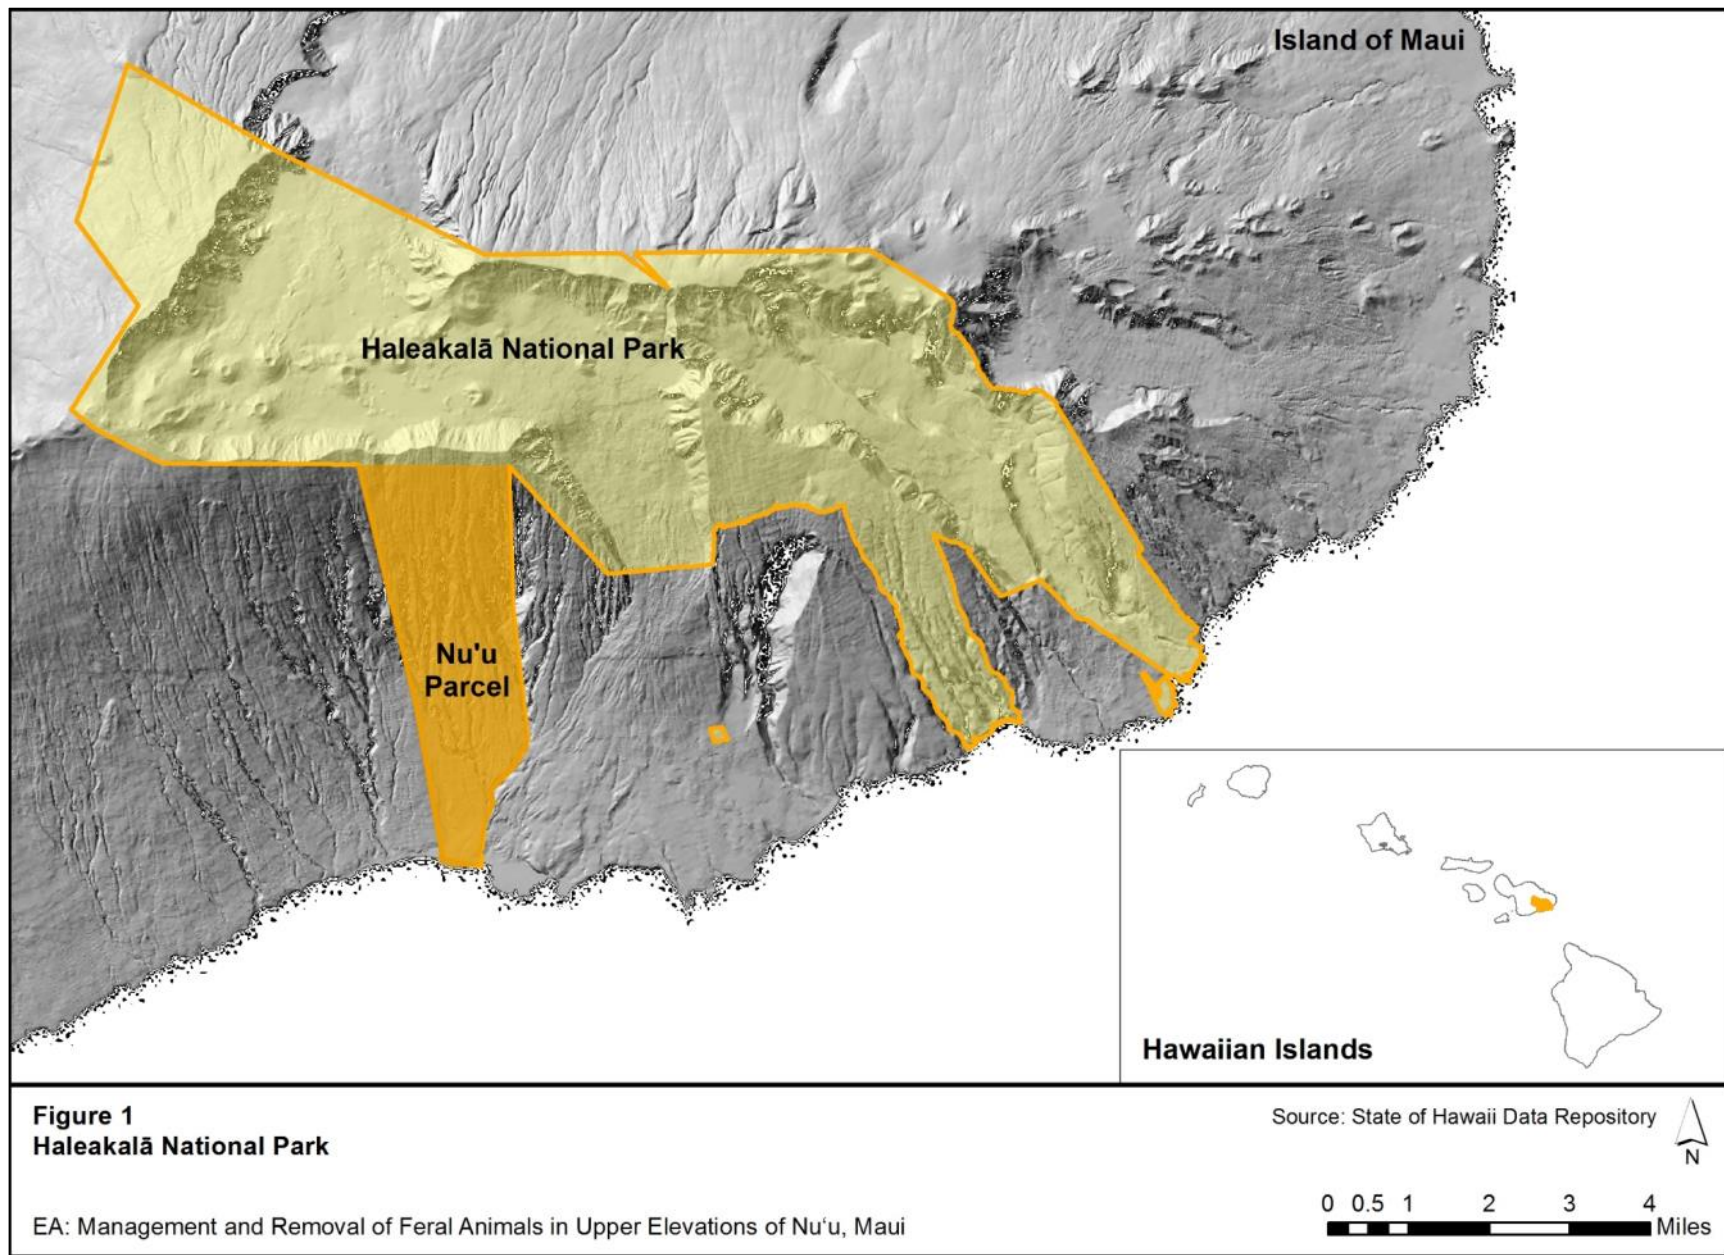 Island of Maui
Haleakalā National Park
Nu'u
Parcel
Hawaiian Islands
Figure 1
Haleakalā National Park
Source: State of Hawaii Data Repository
N
EA: Management and Removal of Feral Animals in Upper Elevations of Nu‘u, Maui
0 0.5 1 2 3 4
Miles